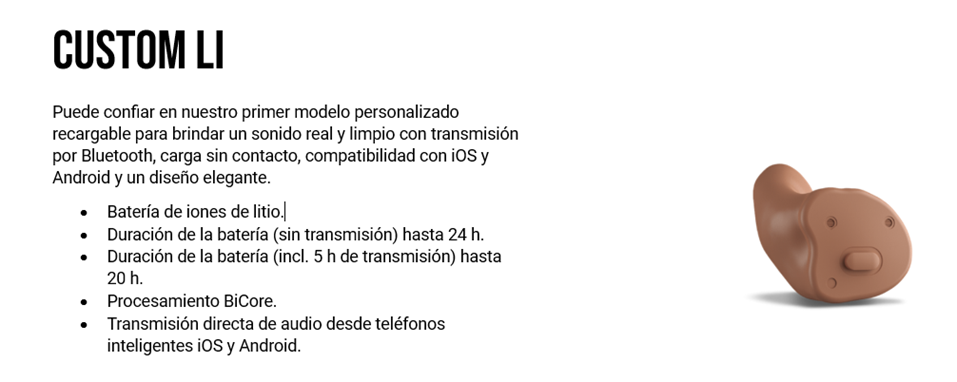 CUSTOM LI
Puede confiar en nuestro primer modelo personalizado
recargable para brindar un sonido real y limpio con transmisión
por Bluetooth, carga sin contacto, compatibilidad con iOS y
Android y un diseño elegante.
• Batería de iones de litio.
• Duración de la batería (sin transmisión) hasta 24 h.
• Duración de la batería (incl. 5 h de transmisión) hasta
20 h.
• Procesamiento BiCore.
• Transmisión directa de audio desde teléfonos
inteligentes iOS y Android.